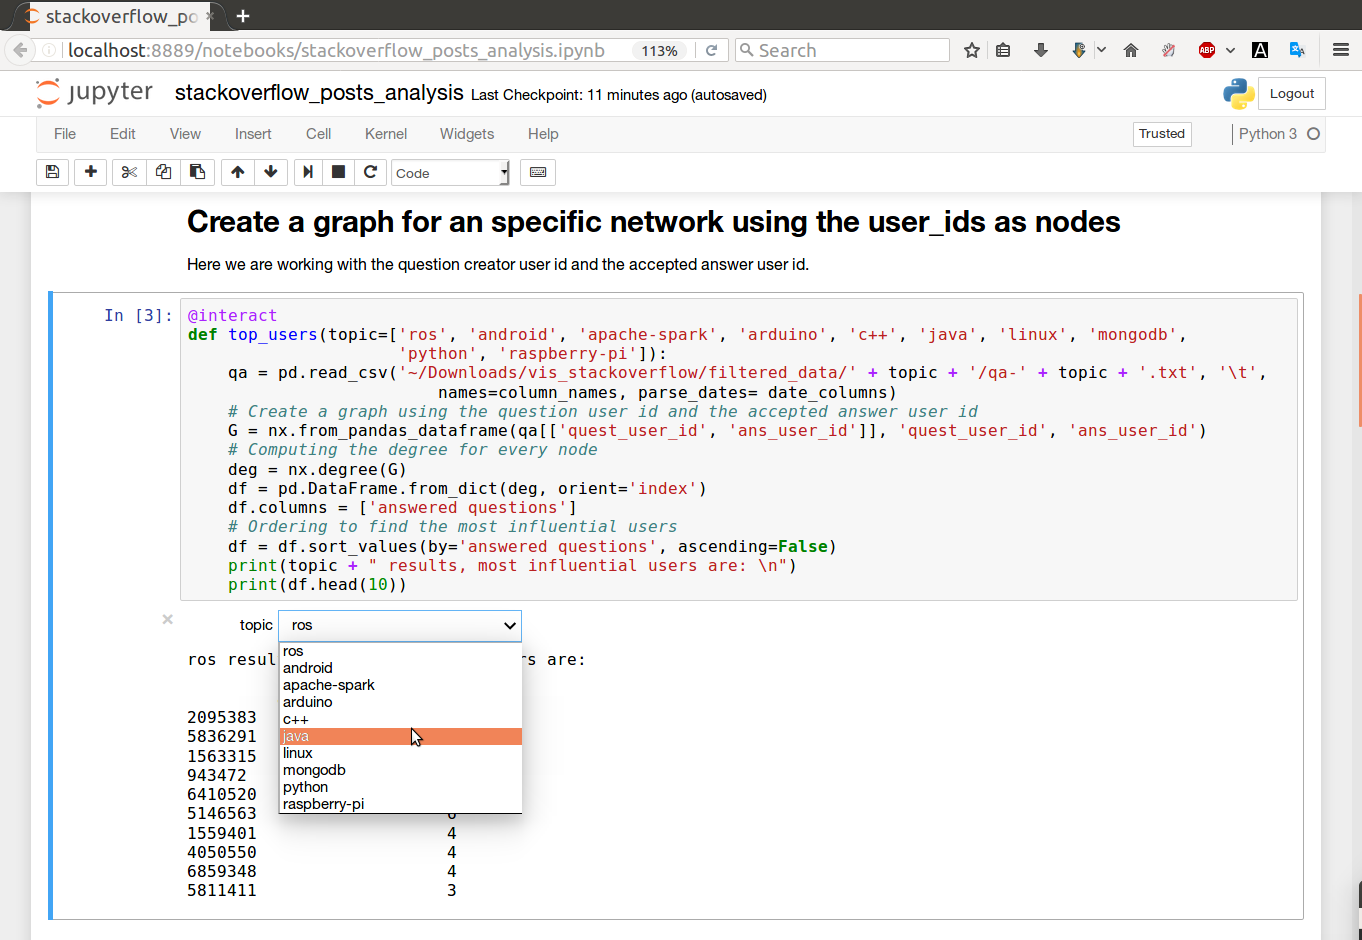 stackoverflow_po
localhost:8889/notebooks/stackoverflow_posts_analysis.ipynb
113%
Search
ABP
A
jupyter
stackoverflow_posts_analysis
Last Checkpoint: 11 minutes ago (autosaved)
Logout
File Edit View Insert Cell Kernel Widgets Help
Trusted
Python 3
Code
Create a graph for an specific network using the user_ids as nodes
Here we are working with the question creator user id and the accepted answer user id.
In [3]:
@interact
def top_users(topic=['ros', 'android', 'apache-spark', 'arduino', 'c++', 'java', 'linux', 'mongodb',
'python', 'raspberry-pi']):
qa = pd.read_csv('~/Downloads/vis_stackoverflow/filtered_data/' + topic + '/qa-' + topic + '.txt', '\t',
names=column_names, parse_dates= date_columns)
# Create a graph using the question user id and the accepted answer user id
G = nx.from_pandas_dataframe(qa[['quest_user_id', 'ans_user_id']], 'quest_user_id', 'ans_user_id')
# Computing the degree for every node
deg = nx.degree(G)
df = pd.DataFrame.from_dict(deg, orient='index')
df.columns = ['answered questions']
# Ordering to find the most influential users
df = df.sort_values(by='answered questions', ascending=False)
print(topic + " results, most influential users are: \n")
print(df.head(10))
topic ros
ros
android
apache-spark
arduino
c++
java
linux
mongodb
python
raspberry-pi
ros are:
2095383
5836291
1563315
943472
6410520
5146563
1559401 4
4050550 4
6859348 4
5811411 3